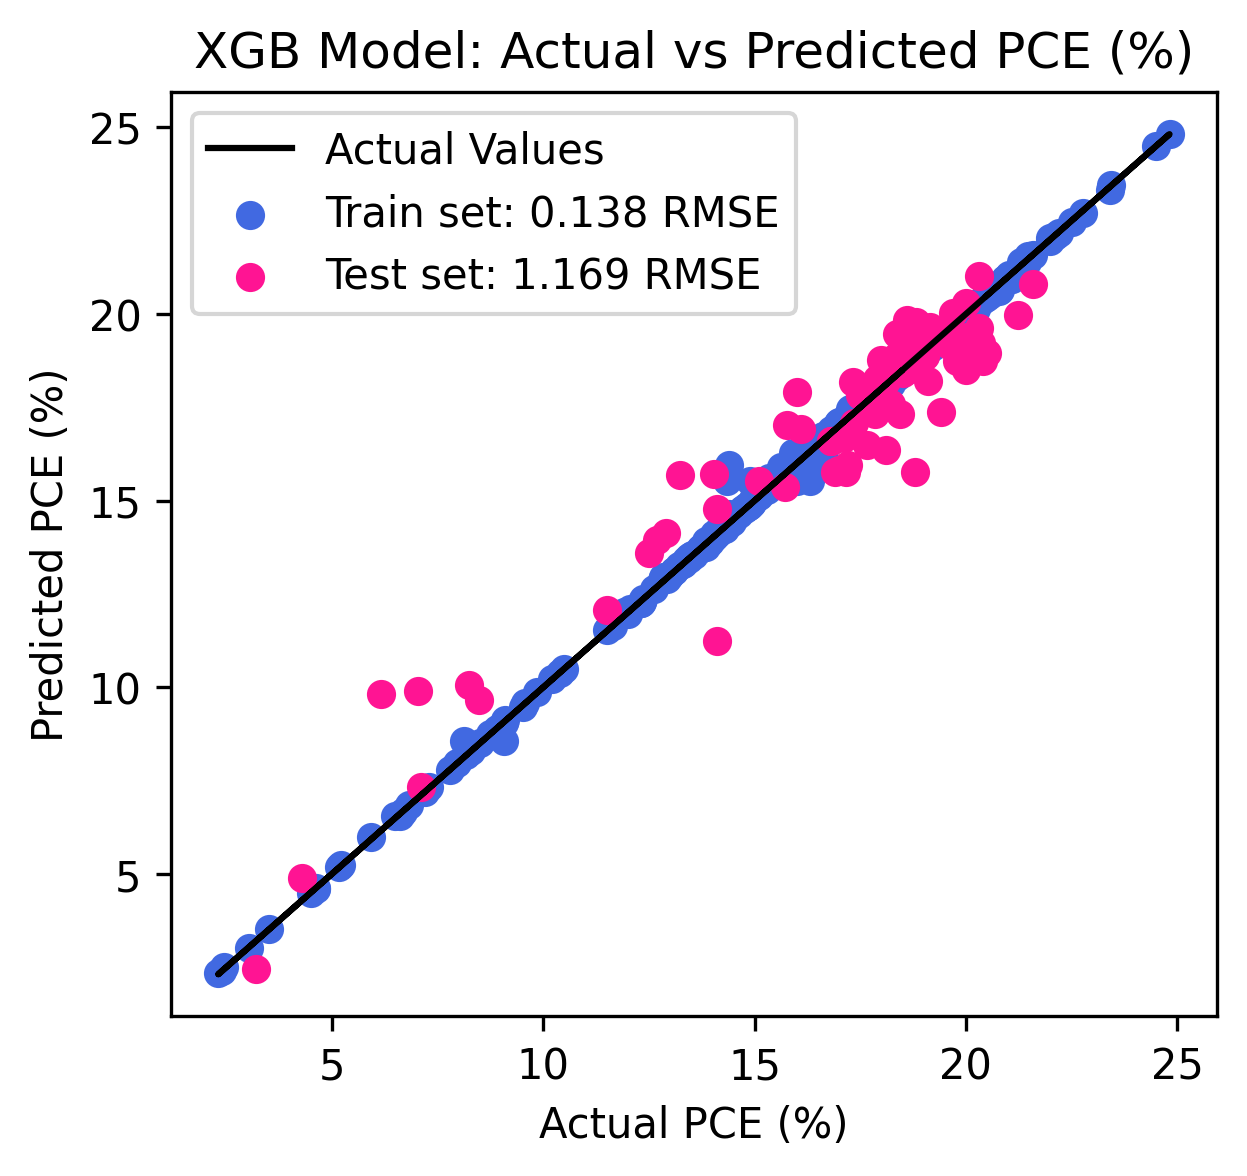 XGB Model: Actual vs Predicted PCE (%)
Actual Values
Train set: 0.138 RMSE
Test set: 1.169 RMSE
Predicted PCE (%)
25
20
15
10
5
5 10 15 20 25
Actual PCE (%)